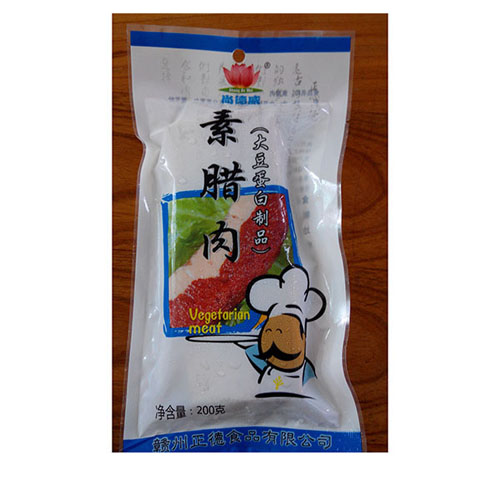 尚德威®
素腊肉
（大豆蛋白制品）
Vegetarian
meat
净含量：200克
赣州正德食品有限公司